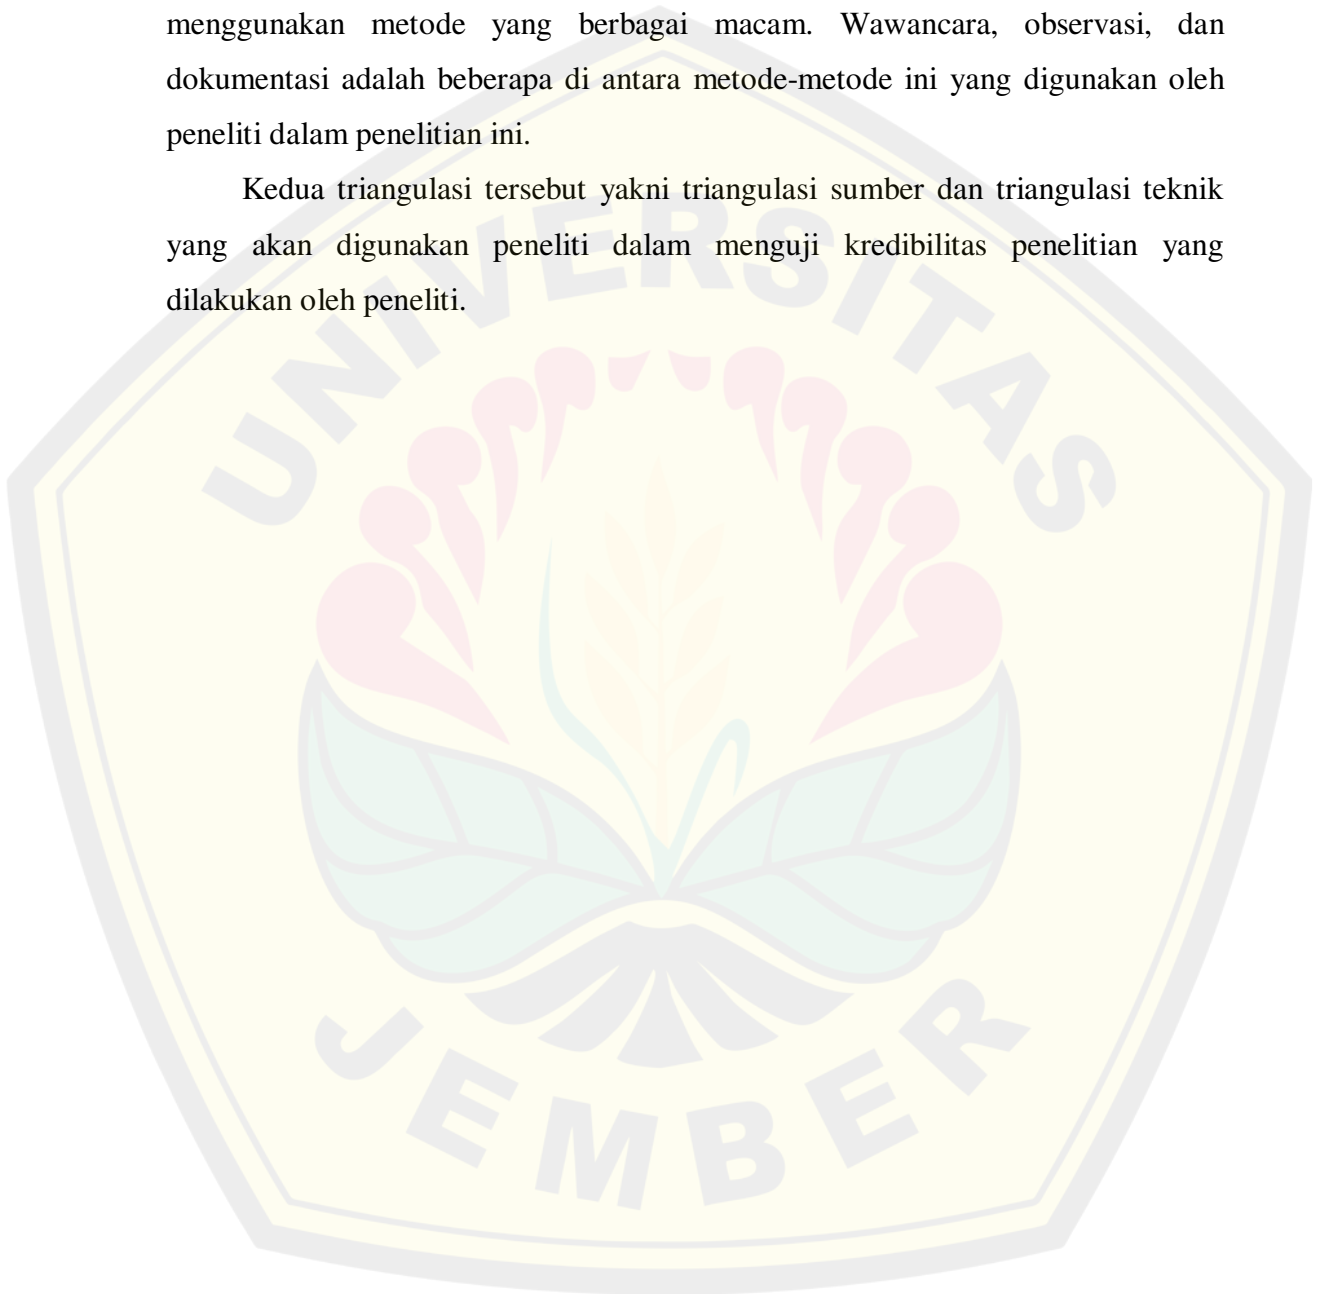 menggunakan metode yang berbagai macam. Wawancara, observasi, dan
dokumentasi adalah beberapa di antara metode-metode ini yang digunakan oleh
peneliti dalam penelitian ini.
Kedua triangulasi tersebut yakni triangulasi sumber dan triangulasi teknik
yang akan digunakan peneliti dalam menguji kredibilitas penelitian yang
dilakukan oleh peneliti.
UNIVERSITAS
JEMBER